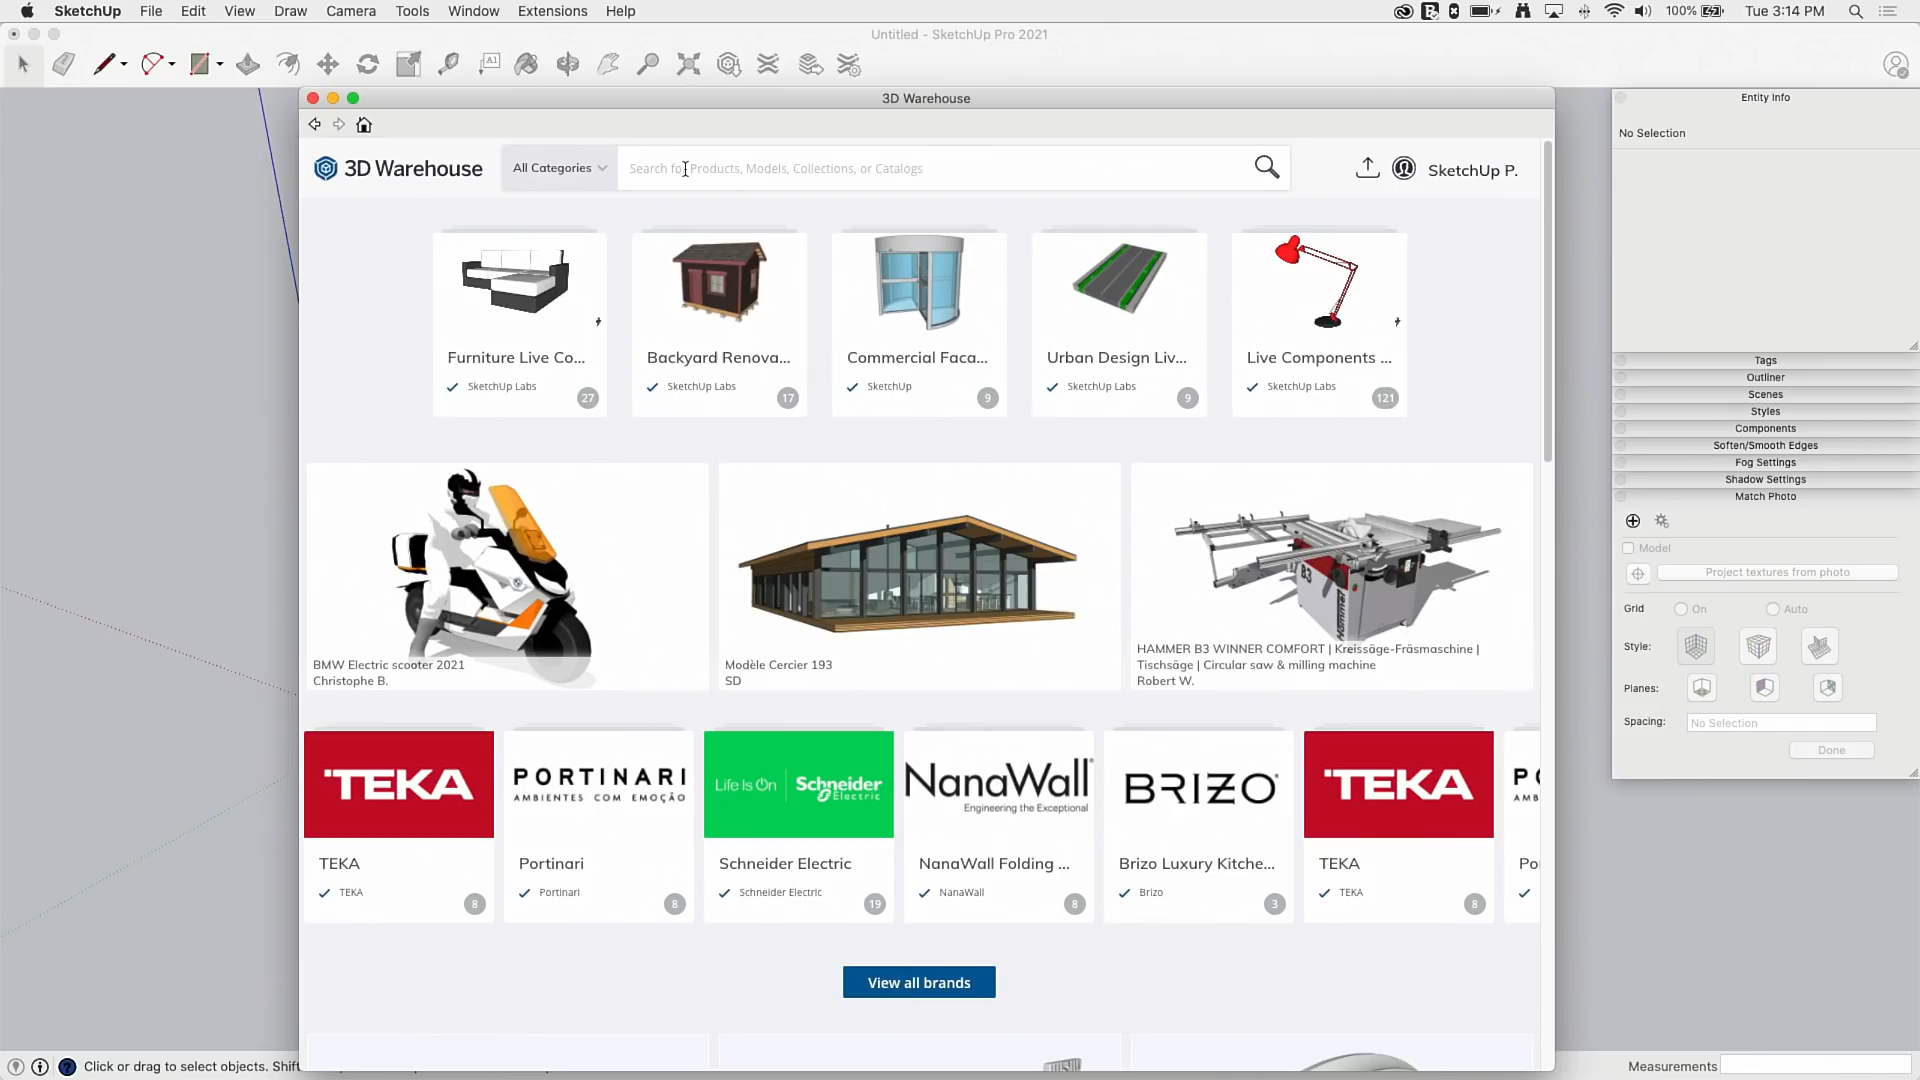 SketchUp File Edit View Draw Camera Tools Window Extensions Help 100% Tue 3:14 PM
Untitled - SketchUp Pro 2021
A1
3D Warehouse
3D Warehouse
All Categories
Search for Products, Models, Collections, or Catalogs
SketchUp P.
Furniture Live Co...
SketchUp Labs
27
Backyard Renova...
SketchUp Labs
17
Commercial Faca...
SketchUp
9
Urban Design Liv...
SketchUp Labs
9
Live Components ...
SketchUp Labs
121
BMW Electric scooter 2021
Christophe B.
Modèle Cercier 193
SD
B3
Hammer
HAMMER B3 WINNER COMFORT | Kreissäge-Fräsmaschine |
Tischsäge | Circular saw & milling machine
Robert W.
TEKA
TEKA
TEKA
8
PORTINARI
AMBIENTES COM EMOÇÃO
Portinari
Portinari
8
Life Is On | Schneider
Electric
Schneider Electric
Schneider Electric
19
NanaWall
Engineering the Exceptional
NanaWall Folding ...
NanaWall
8
BRIZO
Brizo Luxury Kitche...
Brizo
3
TEKA
TEKA
TEKA
8
PO
AMB
Po
View all brands
Entity Info
No Selection
Tags
Outliner
Scenes
Styles
Components
Soften/Smooth Edges
Fog Settings
Shadow Settings
Match Photo
Model
Project textures from photo
Grid On Auto
Style:
Planes:
Spacing: No Selection
Done
Click or drag to select objects. Shift
Measurements